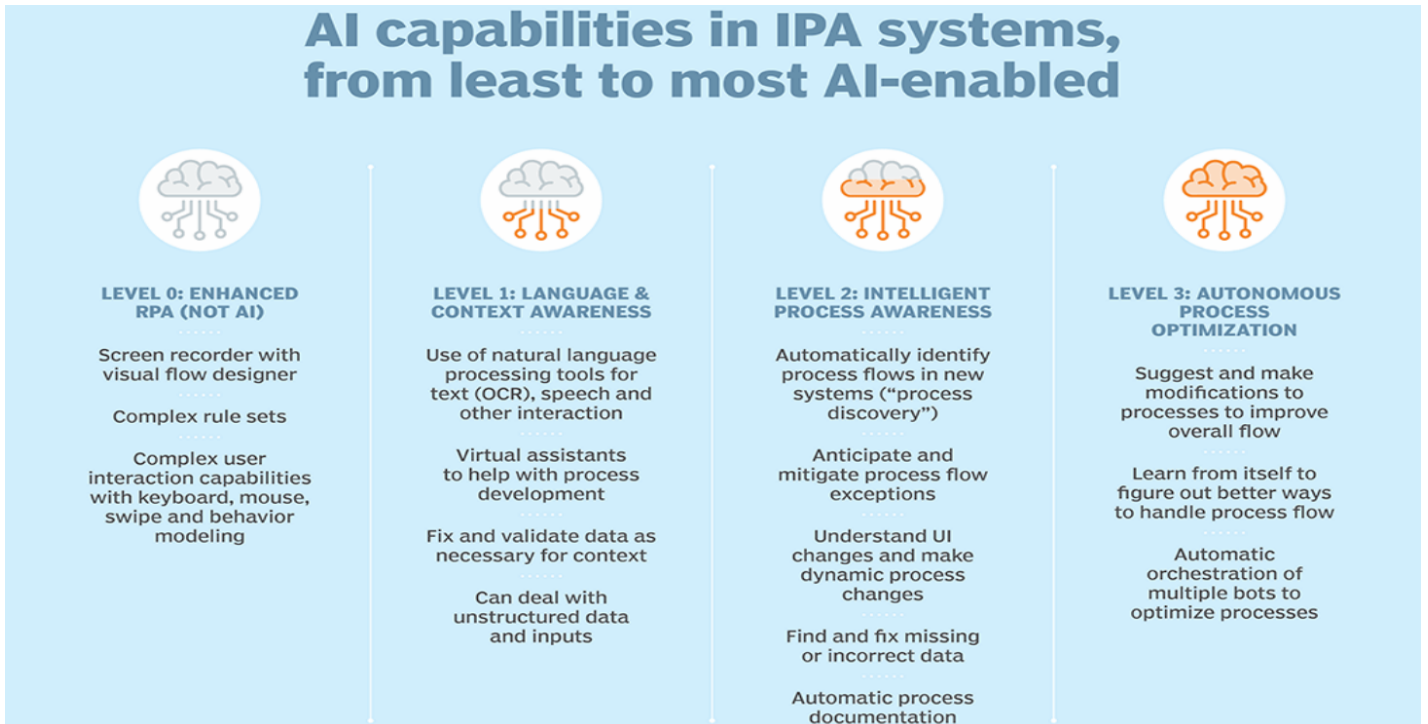 AI capabilities in IPA systems,
from least to most AI-enabled
LEVEL 0: ENHANCED
RPA (NOT AI)
Screen recorder with
visual flow designer
Complex rule sets
Complex user
interaction capabilities
with keyboard, mouse,
swipe and behavior
modeling
LEVEL 1: LANGUAGE &
CONTEXT AWARENESS
Use of natural language
processing tools for
text (OCR), speech and
other interaction
Virtual assistants
to help with process
development
Fix and validate data as
necessary for context
Can deal with
unstructured data
and inputs
LEVEL 2: INTELLIGENT
PROCESS AWARENESS
Automatically identify
process flows in new
systems (“process
discovery”)
Anticipate and
mitigate process flow
exceptions
Understand UI
changes and make
dynamic process
changes
Find and fix missing
or incorrect data
Automatic process
documentation
LEVEL 3: AUTONOMOUS
PROCESS
OPTIMIZATION
Suggest and make
modifications to
processes to improve
overall flow
Learn from itself to
figure out better ways
to handle process flow
Automatic
orchestration of
multiple bots to
optimize processes